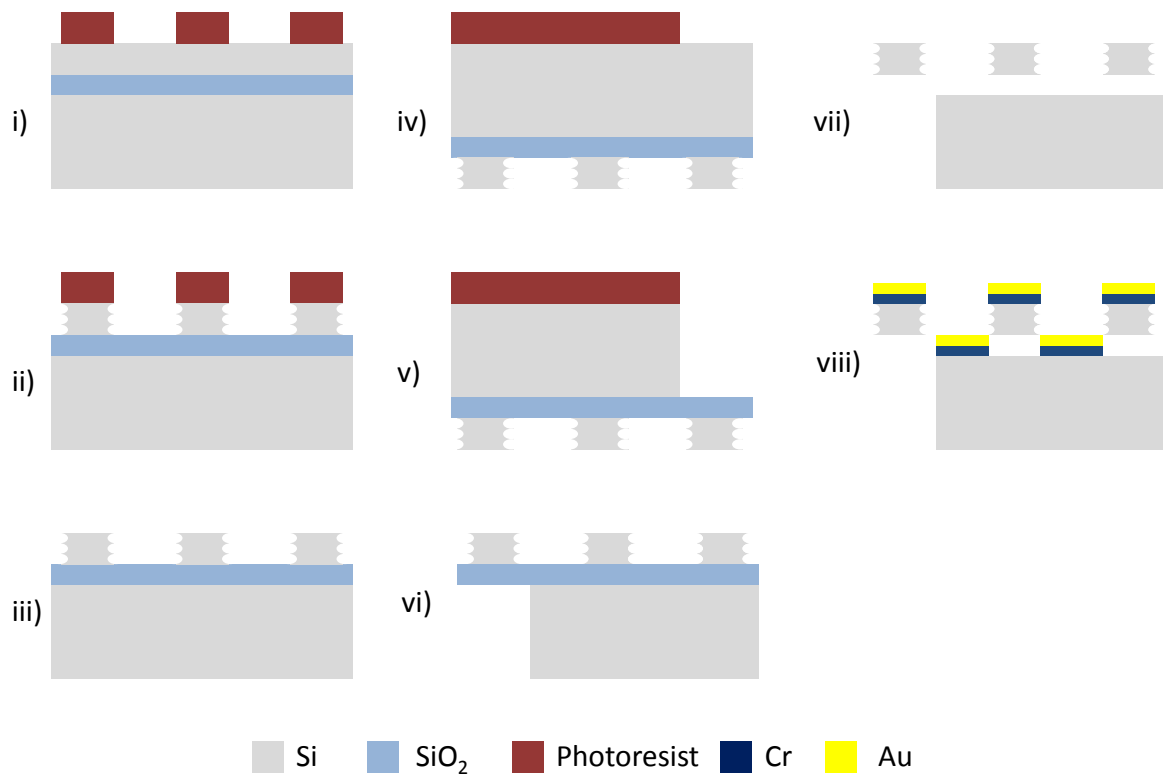 i)
iv)
vii)
ii)
v)
viii)
iii)
vi)
Si SiO₂ Photoresist Cr Au